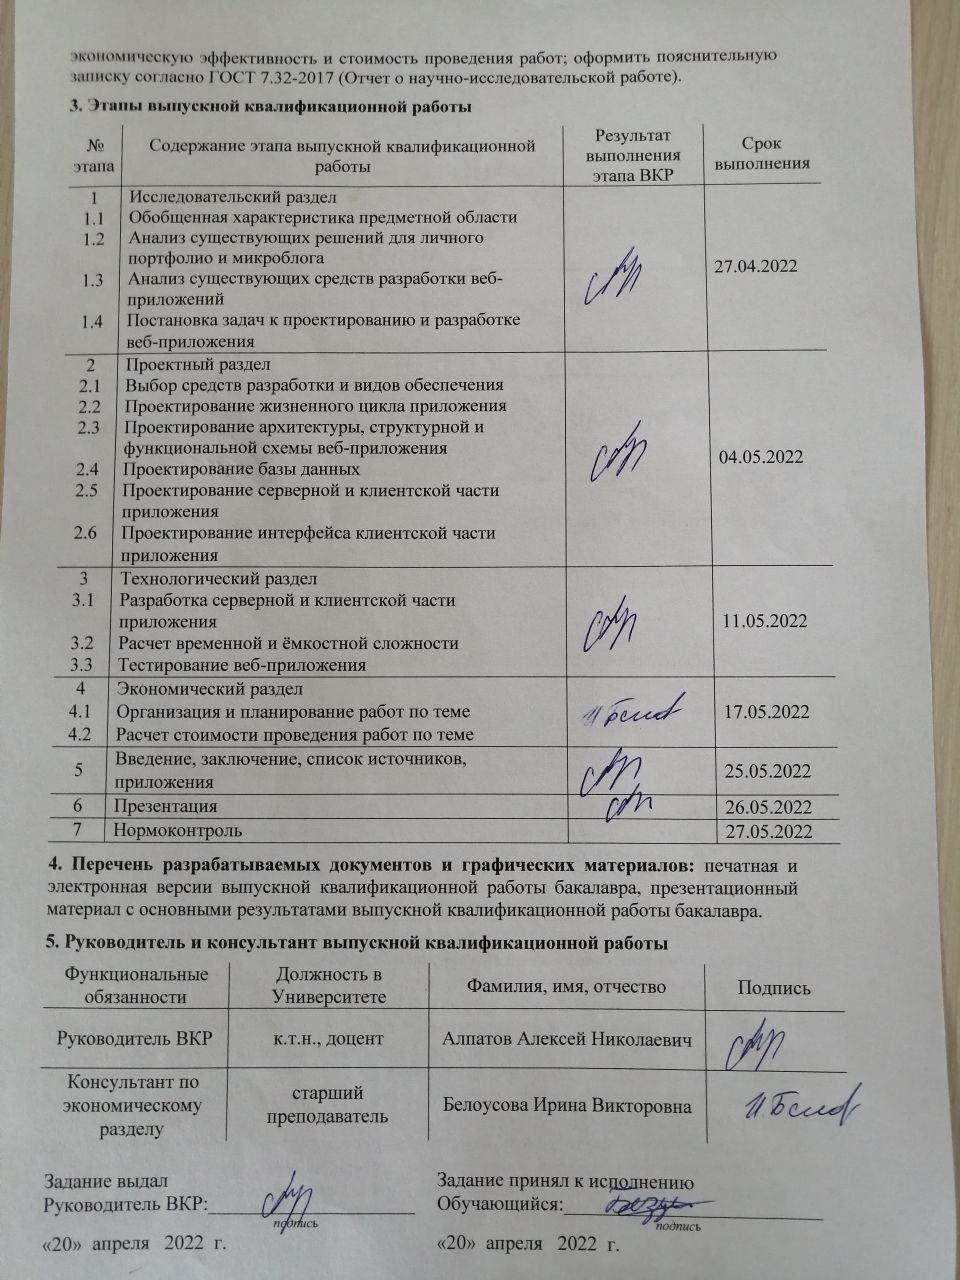 экономическую эффективность и стоимость проведения работ; оформить пояснительную
записку согласно ГОСТ 7.32-2017 (Отчет о научно-исследовательской работе).
3. Этапы выпускной квалификационной работы
№ этапа
Содержание этапа выпускной квалификационной работы
Результат выполнения этапа ВКР
Срок выполнения
1 Исследовательский раздел
1.1 Обобщенная характеристика предметной области
1.2 Анализ существующих решений для личного
портфолио и микроблога
27.04.2022
1.3 Анализ существующих средств разработки веб-
приложений
1.4 Постановка задач к проектированию и разработке
веб-приложения
2 Проектный раздел
2.1 Выбор средств разработки и видов обеспечения
2.2 Проектирование жизненного цикла приложения
2.3 Проектирование архитектуры, структурной и
функциональной схемы веб-приложения
04.05.2022
2.4 Проектирование базы данных
2.5 Проектирование серверной и клиентской части
приложения
2.6 Проектирование интерфейса клиентской части
приложения
3 Технологический раздел
3.1 Разработка серверной и клиентской части
приложения
11.05.2022
3.2 Расчет временной и ёмкостной сложности
3.3 Тестирование веб-приложения
4 Экономический раздел
4.1 Организация и планирование работ по теме
17.05.2022
4.2 Расчет стоимости проведения работ по теме
5 Введение, заключение, список источников,
приложения
25.05.2022
6 Презентация 26.05.2022
7 Нормоконтроль 27.05.2022
4. Перечень разрабатываемых документов и графических материалов: печатная и
электронная версии выпускной квалификационной работы бакалавра, презентационный
материал с основными результатами выпускной квалификационной работы бакалавра.
5. Руководитель и консультант выпускной квалификационной работы
Функциональные обязанности
Должность в Университете
Фамилия, имя, отчество
Подпись
Руководитель ВКР
к.т.н., доцент
Алпатов Алексей Николаевич
Консультант по экономическому разделу
старший преподаватель
Белоусова Ирина Викторовна
Задание выдал
Руководитель ВКР:
подпись
«20» апреля 2022 г.
Задание принял к исполнению
Обучающийся:
подпись
«20» апреля 2022 г.